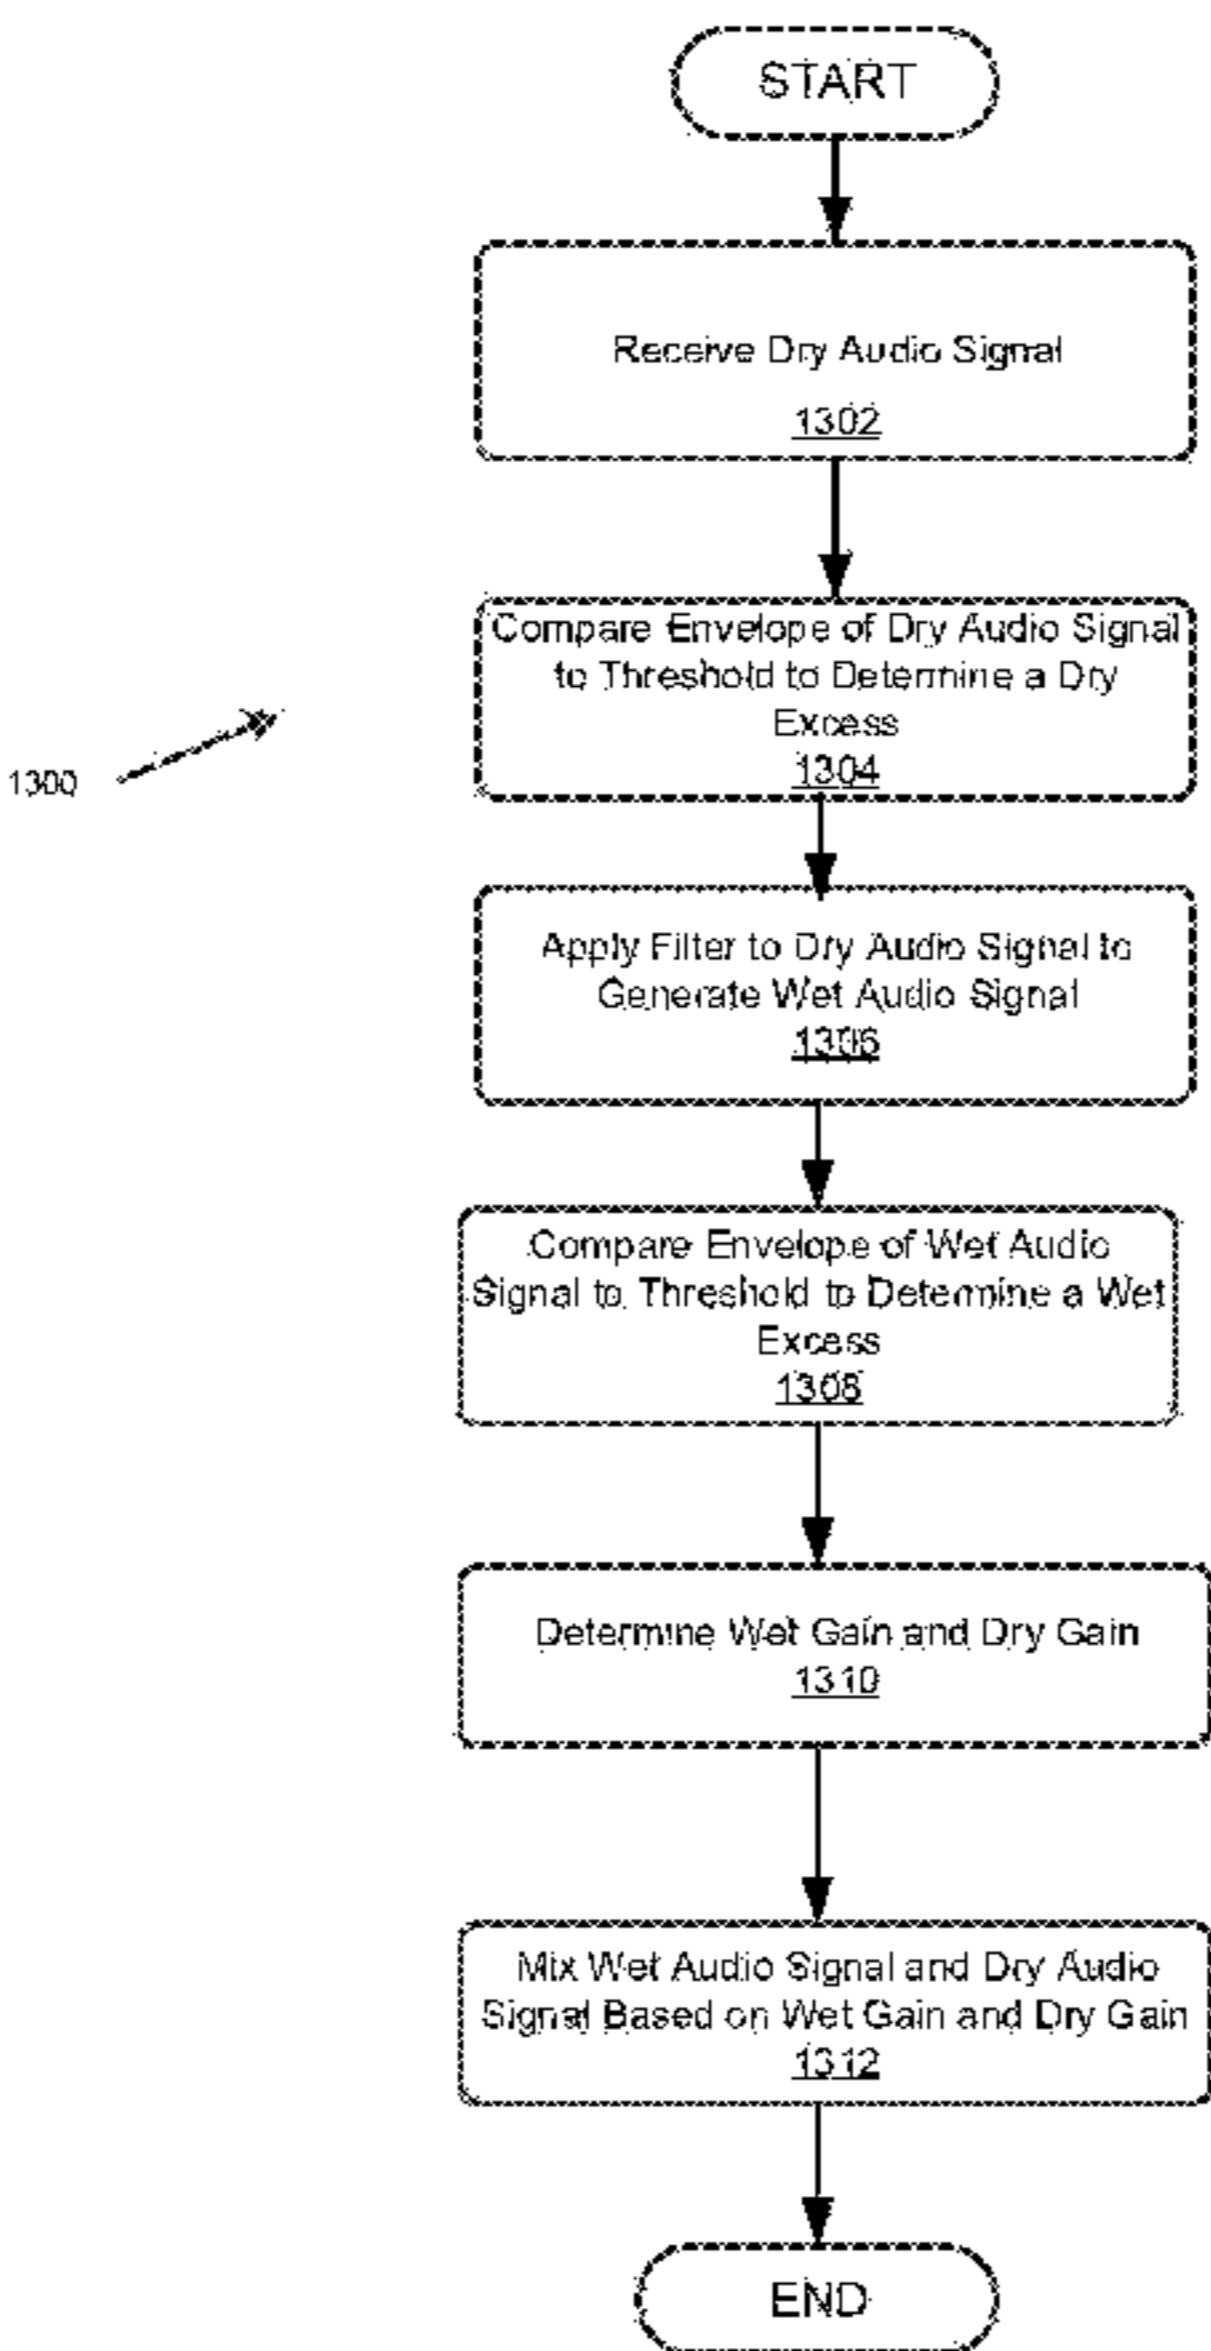 START
Receive Dry Audio Signal
1302
Compare Envelope of Dry Audio Signal
to Threshold to Determine a Dry
Excess
1304
1300
Apply Filter to Dry Audio Signal to
Generate Wet Audio Signal
1306
Compare Envelope of Wet Audio
Signal to Threshold to Determine a Wet
Excess
1308
Determine Wet Gain and Dry Gain
1310
Mix Wet Audio Signal and Dry Audio
Signal Based on Wet Gain and Dry Gain
1312
END